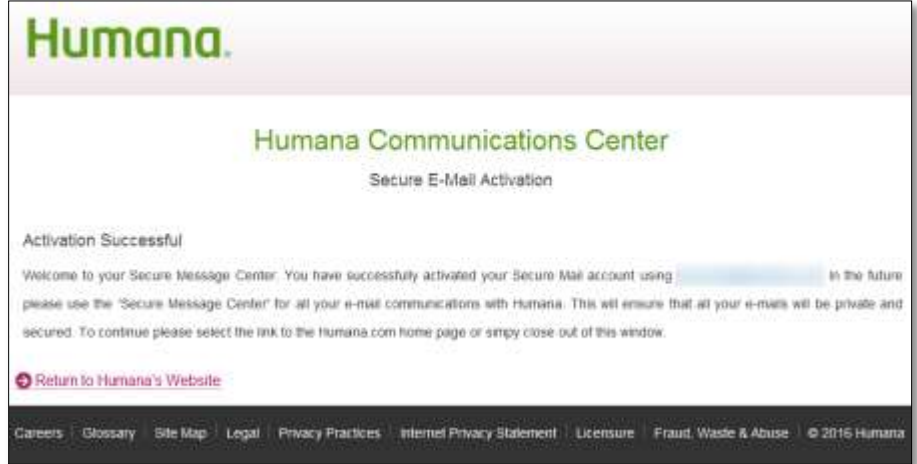 Humana.
Humana Communications Center
Secure E-Mail Activation
Activation Successful
Welcome to your Secure Message Center. You have successfully activated your Secure Mail account using In the future
please use the 'Secure Message Center' for all your e-mail communications with Humana. This will ensure that all your e-mails will be private and
secured. To continue please select the link to the Humana.com home page or simpy close out of this window.
Return to Humana's Website
Careers Glossary Site Map Legal Privacy Practices Internet Privacy Statement Licensure Fraud, Waste & Abuse © 2016 Humana